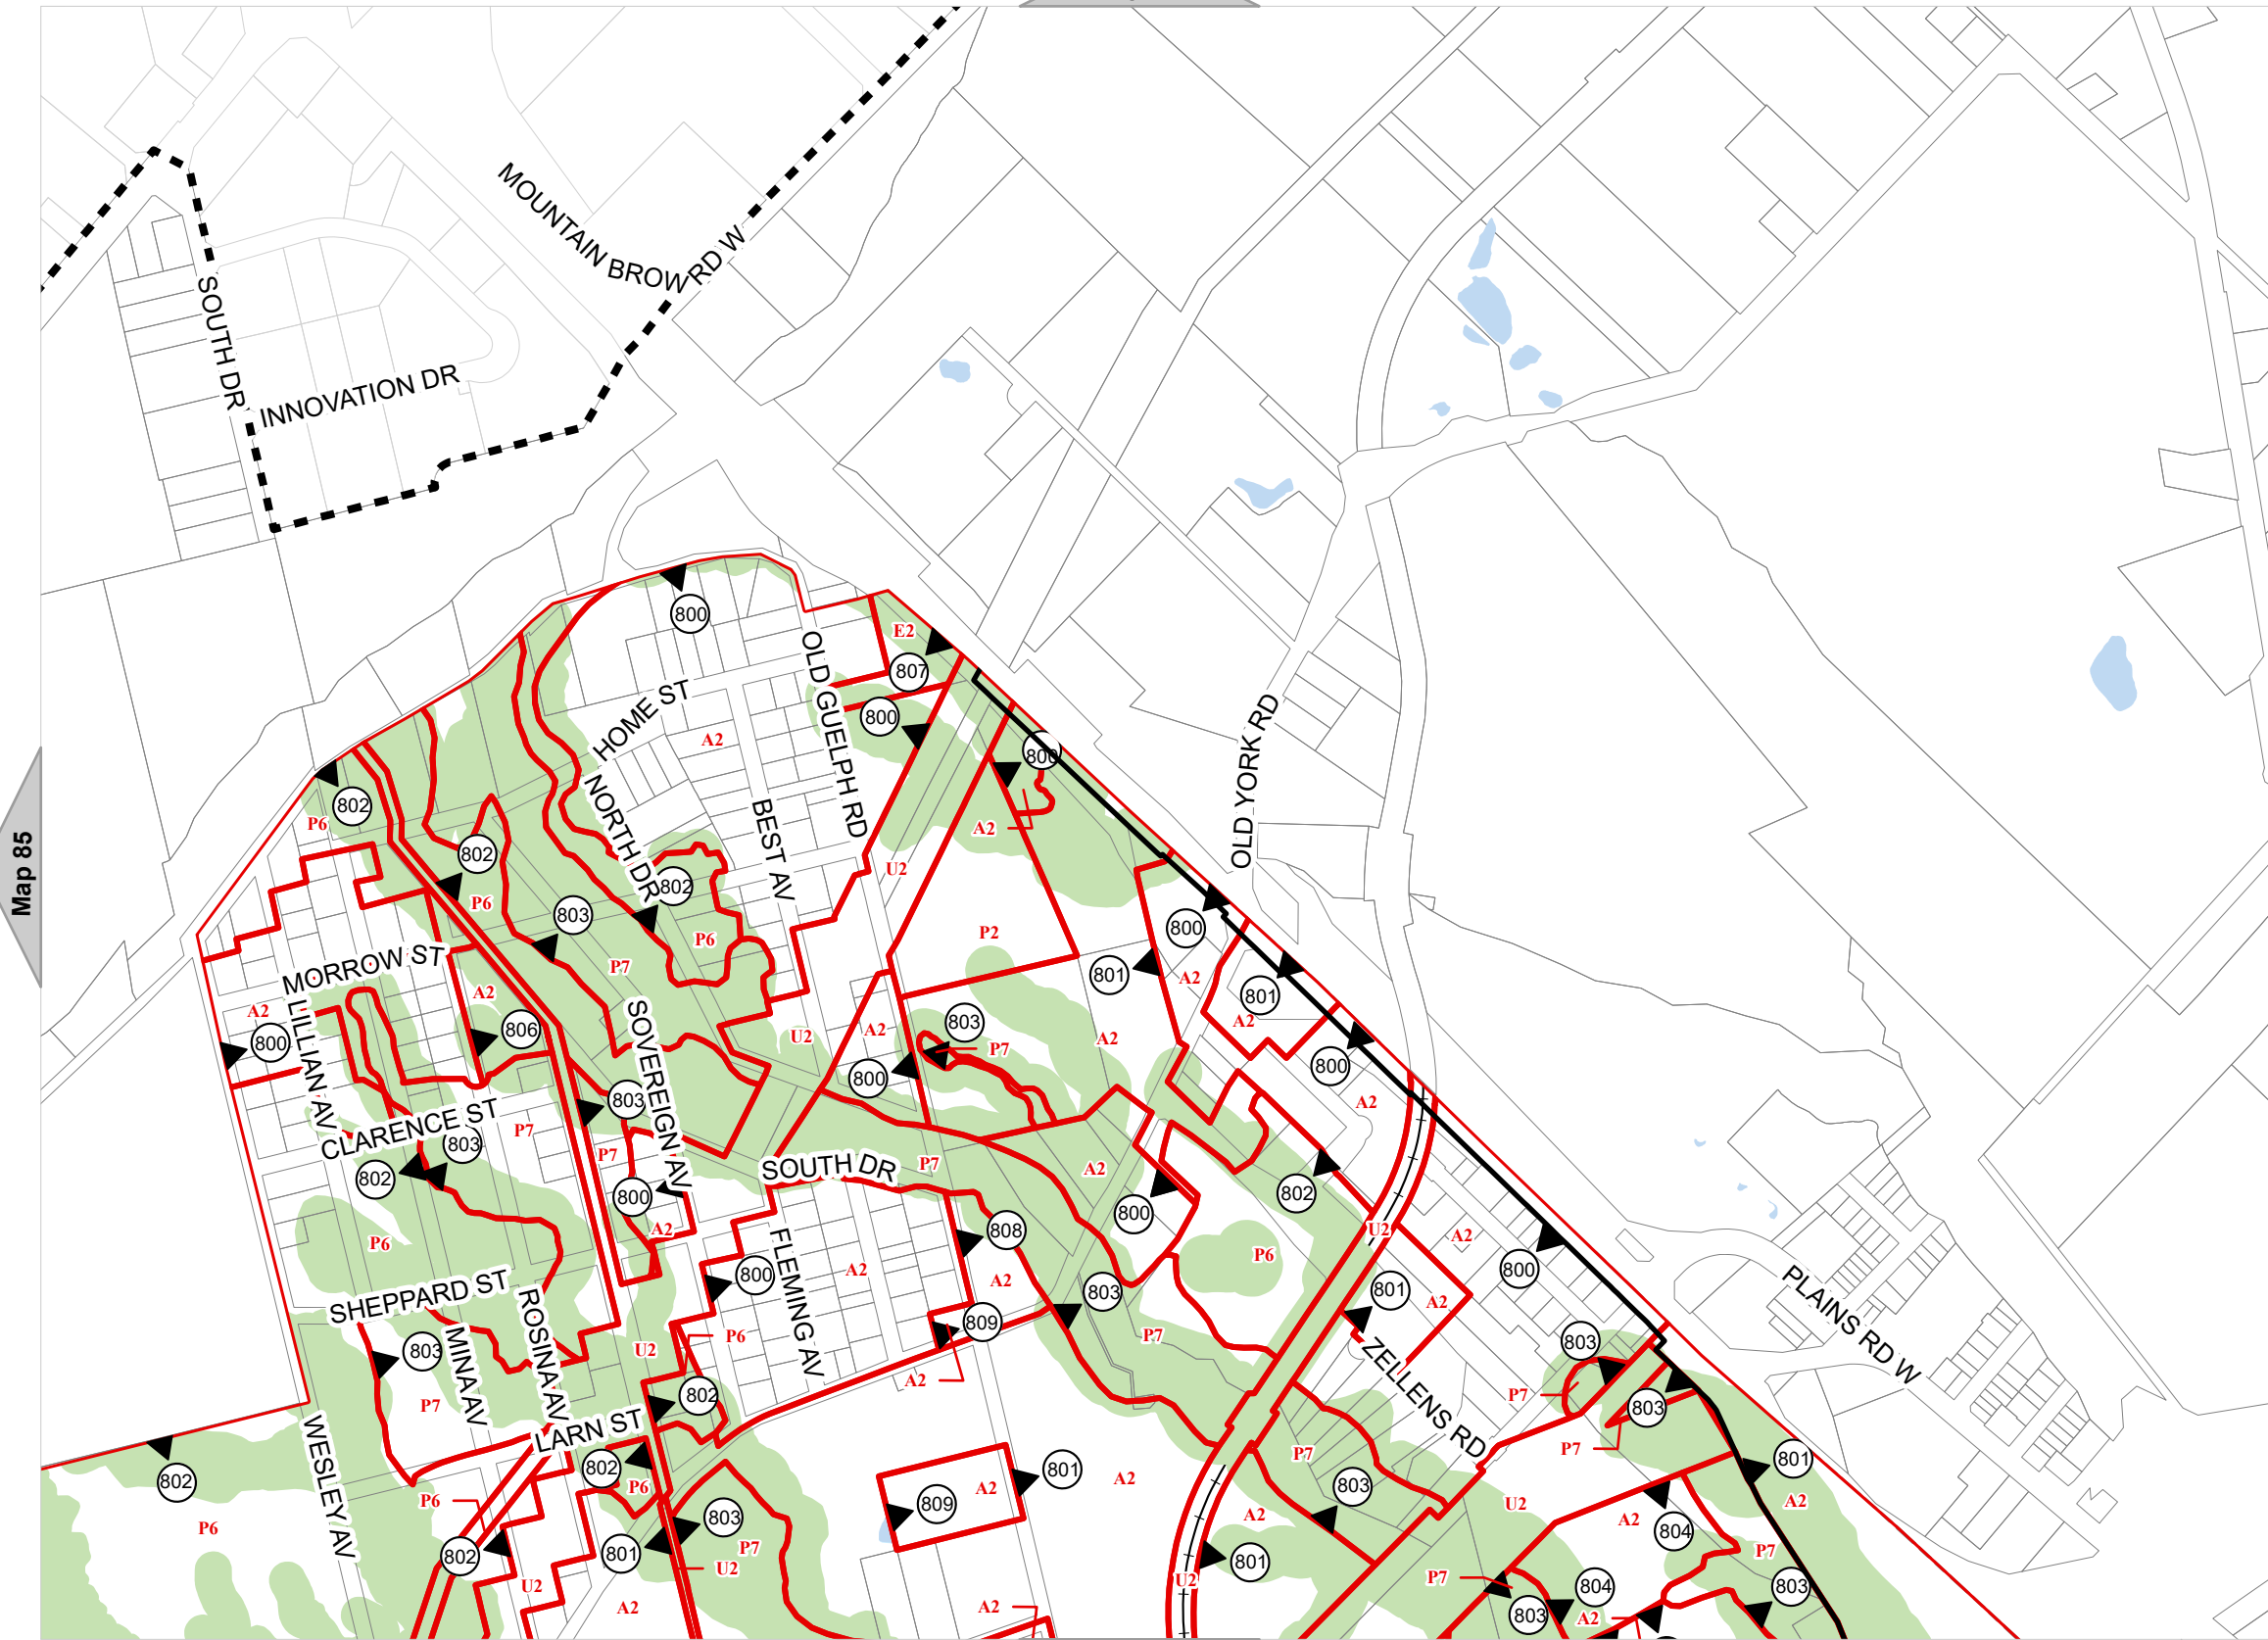 MOUNTAIN BROW RD W
SOUTH DR
INNOVATION DR
800
E2
OLD GUELPH RD
807
HOME ST
800
OLD YORK RD
A2
800
802
P6
NORTH DR
BEST AV
A2
802
U2
802
P6
803
P6
800
P2
MORROW ST
P7
801
A2
801
A2
A2
LILLIAN AV
800
806
SOVEREIGN AV
U2
A2
803
P7
A2
A2
800
800
A2
803
CLARENCE ST
803
P7
P7
802
SOUTH DR
P7
A2
800
802
800
A2
808
U2
A2
P6
P6
FLEMING AV
800
A2
A2
800
PLAINS RD W
SHEPPARD ST
ROSINA AV
803
801
A2
809
P6
P7
U2
803
MINA AV
803
ZELLENS RD
A2
802
P7
P7
803
WESLEY AV
LARN ST
P7
P7
801
802
802
801
A2
803
P6
P6
809
A2
U2
A2
P6
803
A2
A2
804
802
801
P7
P7
U2
801
P7
U2
U2
P7
804
803
A2
A2
803
A2
Map 85